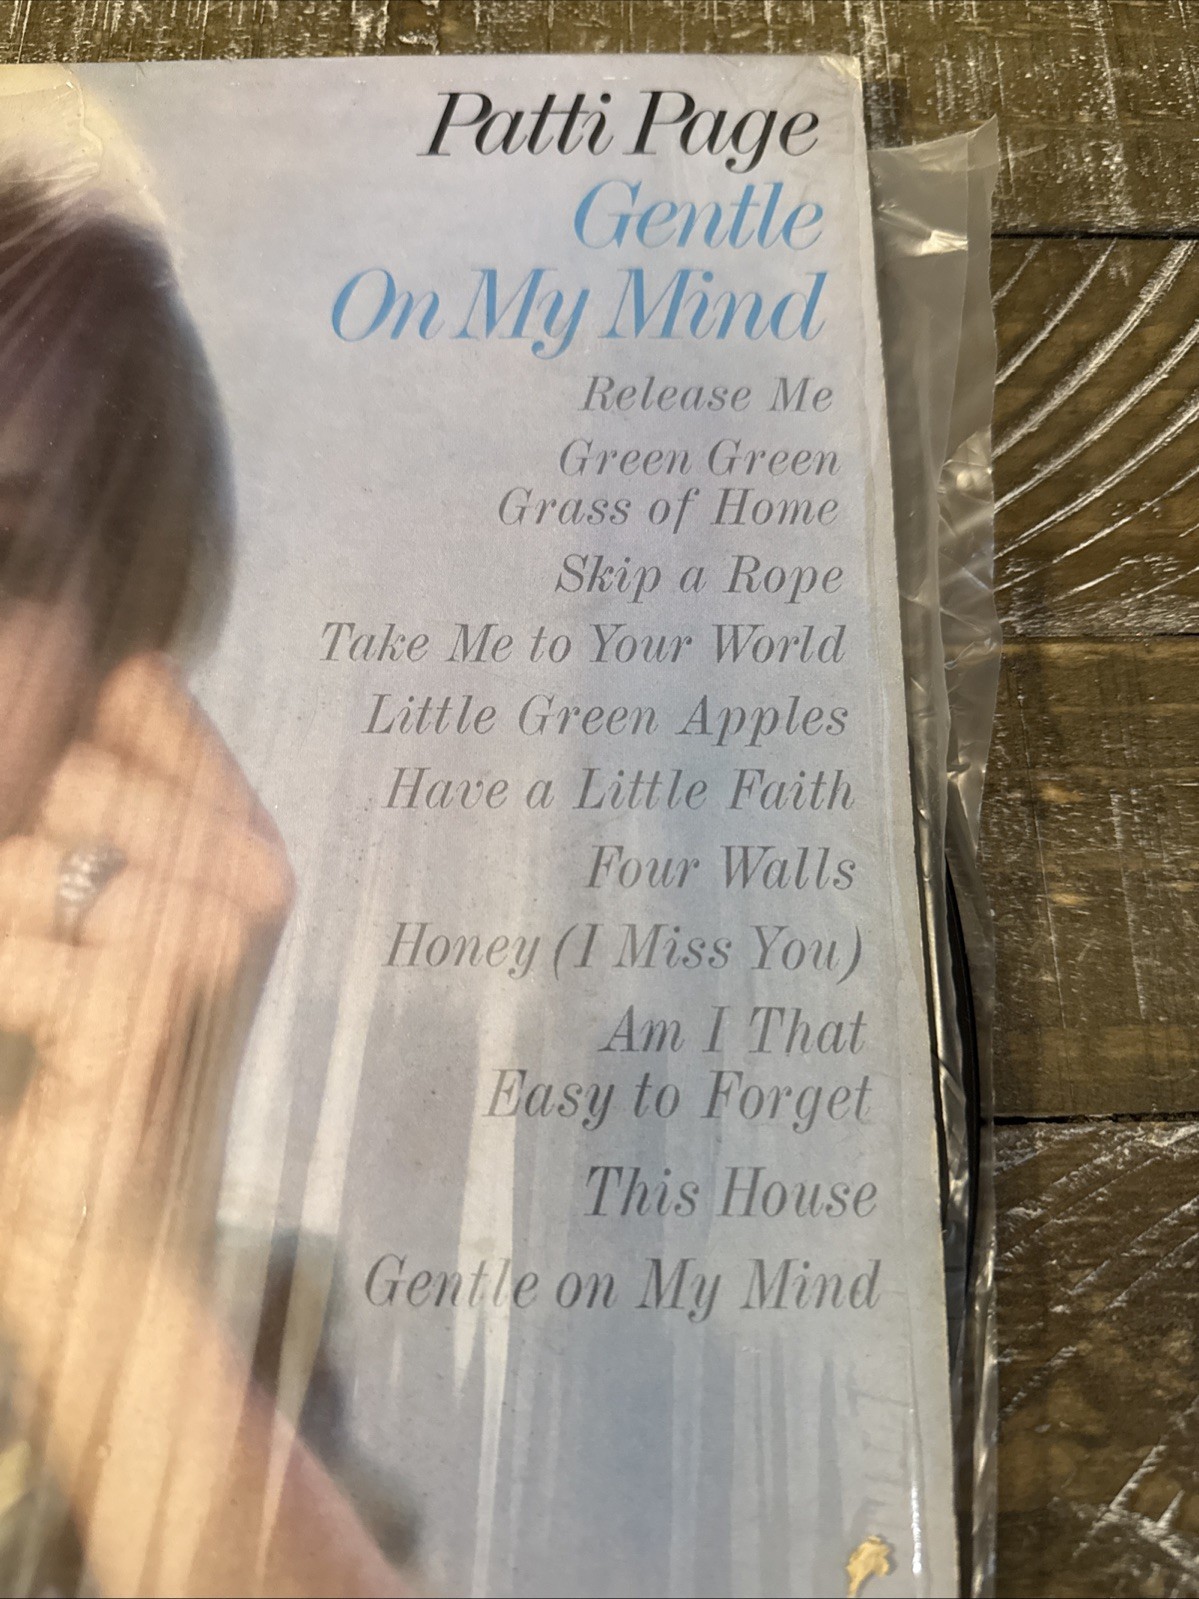 Patti Page
Gentle
On My Mind
Release Me
Green Green
Grass of Home
Skip a Rope
Take Me to Your World
Little Green Apples
Have a Little Faith
Four Walls
Honey (I Miss You)
Am I That
Easy to Forget
This House
Gentle on My Mind